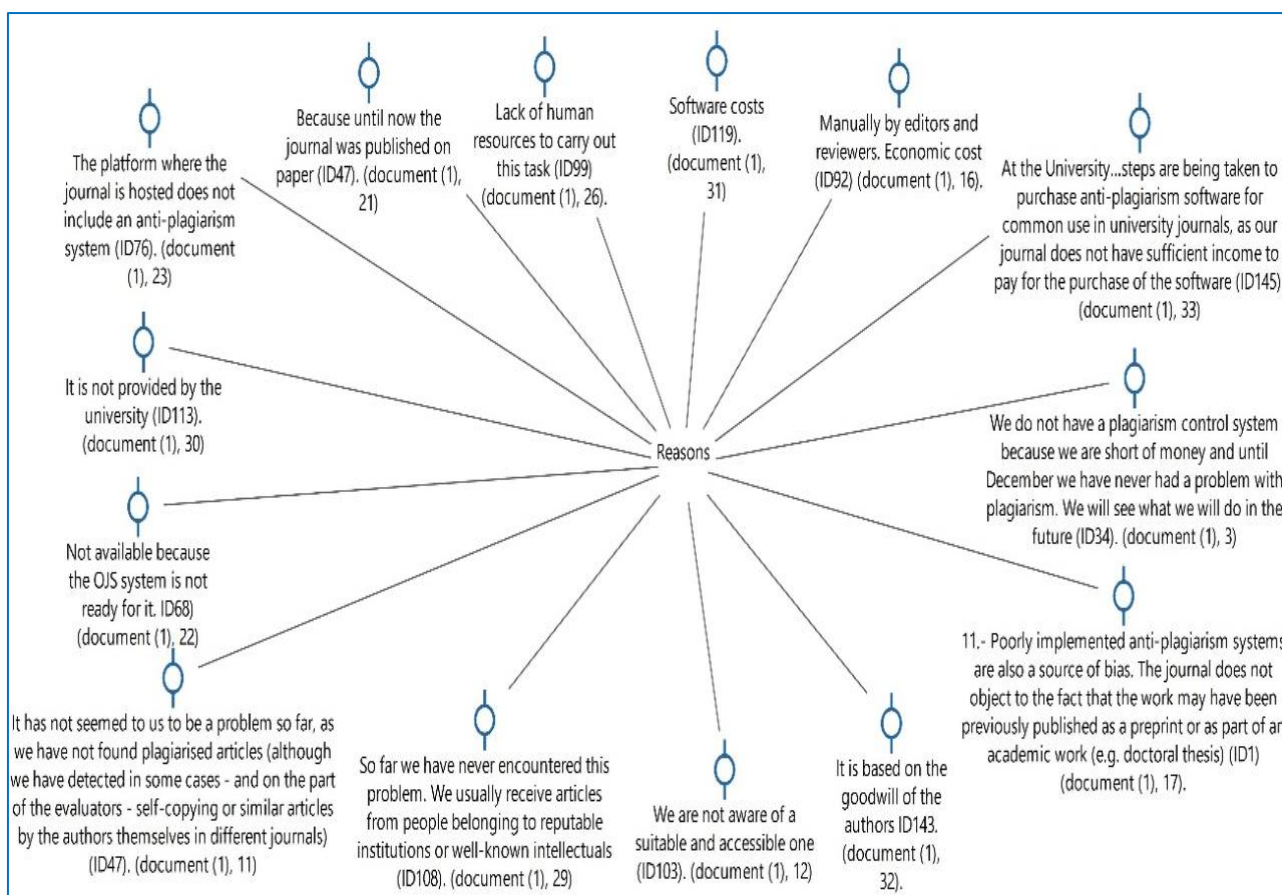 The platform where the
journal is hosted does not
include an anti-plagiarism
system (ID76). (document
(1), 23)
Because until now the
journal was published on
paper (ID47). (document (1),
21)
Lack of human
resources to carry out
this task (ID99)
(document (1), 26).
Software costs
(ID119).
(document (1),
31)
Manually by editors and
reviewers. Economic cost
(ID92) (document (1), 16).
At the University...steps are being taken to
purchase anti-plagiarism software for
common use in university journals, as our
journal does not have sufficient income to
pay for the purchase of the software (ID145)
(document (1), 33)
It is not provided by the
university (ID113).
(document (1), 30)
Reasons
We do not have a plagiarism control system
because we are short of money and until
December we have never had a problem with
plagiarism. We will see what we will do in the
future (ID34). (document (1), 3)
Not available because
the OJS system is not
ready for it. ID68)
(document (1), 22)
11.- Poorly implemented anti-plagiarism systems
are also a source of bias. The journal does not
object to the fact that the work may have been
previously published as a preprint or as part of an
academic work (e.g. doctoral thesis) (ID1)
(document (1), 17).
It has not seemed to us to be a problem so far, as
we have not found plagiarised articles (although
we have detected in some cases - and on the part
of the evaluators - self-copying or similar articles
by the authors themselves in different journals)
(ID47). (document (1), 11)
So far we have never encountered this
problem. We usually receive articles
from people belonging to reputable
institutions or well-known intellectuals
(ID108). (document (1), 29)
We are not aware of a
suitable and accessible one
(ID103). (document (1), 12)
It is based on the
goodwill of the
authors ID143.
(document (1),
32).